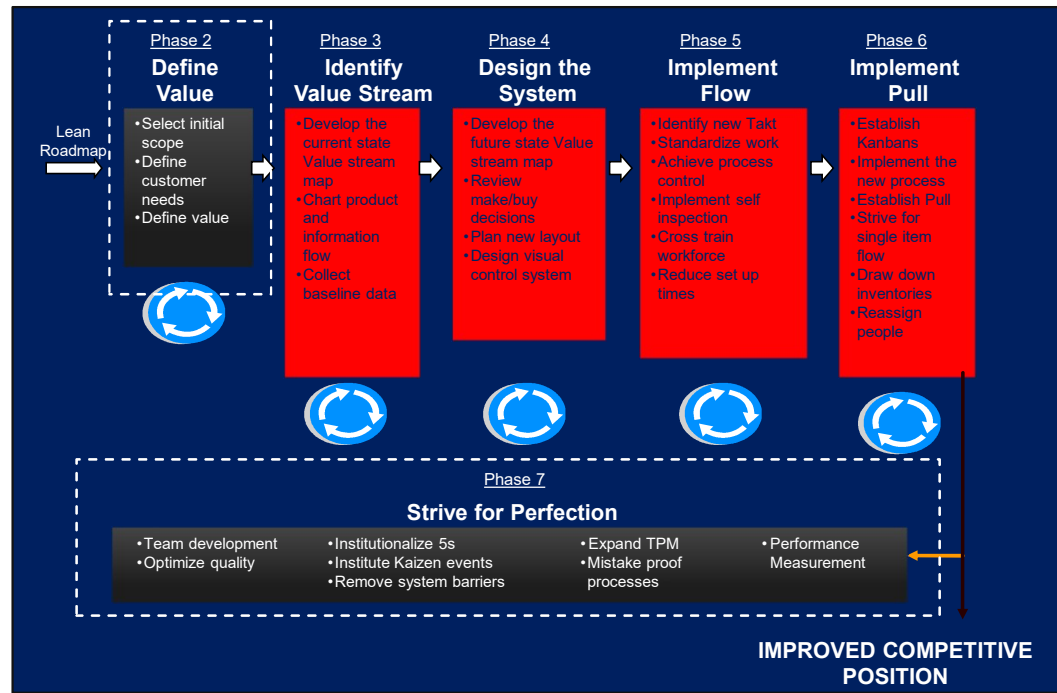 Lean
Roadmap
Phase 2
Define
Value
•Select initial
scope
•Define
customer
needs
•Define value
Phase 3
Identify
Value Stream
•Develop the
current state
Value stream
map
•Chart product
and
information
flow
•Collect
baseline data
Phase 4
Design the
System
•Develop the
future state Value
stream map
•Review
make/buy
decisions
•Plan new layout
•Design visual
control system
Phase 5
Implement
Flow
•Identify new Takt
•Standardize work
•Achieve process
control
•Implement self
inspection
•Cross train
workforce
•Reduce set up
times
Phase 6
Implement
Pull
•Establish
Kanbans
•Implement the
new process
•Establish Pull
•Strive for
single item
flow
•Draw down
inventories
•Reassign
people
Phase 7
Strive for Perfection
•Team development
•Optimize quality
•Institutionalize 5s
•Institute Kaizen events
•Remove system barriers
•Expand TPM
•Mistake proof
processes
•Performance
Measurement
IMPROVED COMPETITIVE
POSITION